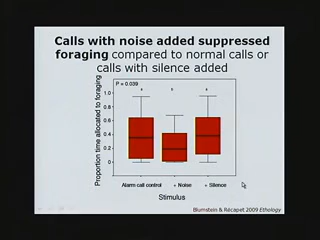 Calls with noise added suppressed
foraging compared to normal calls or
calls with silence added
P = 0.039
Proportion time allocated to foraging
1.0
0.8
0.6
0.4
0.2
0
a
b
a
Alarm call control
+ Noise
+ Silence
Stimulus
Blumstein & Récapet 2009 Ethology